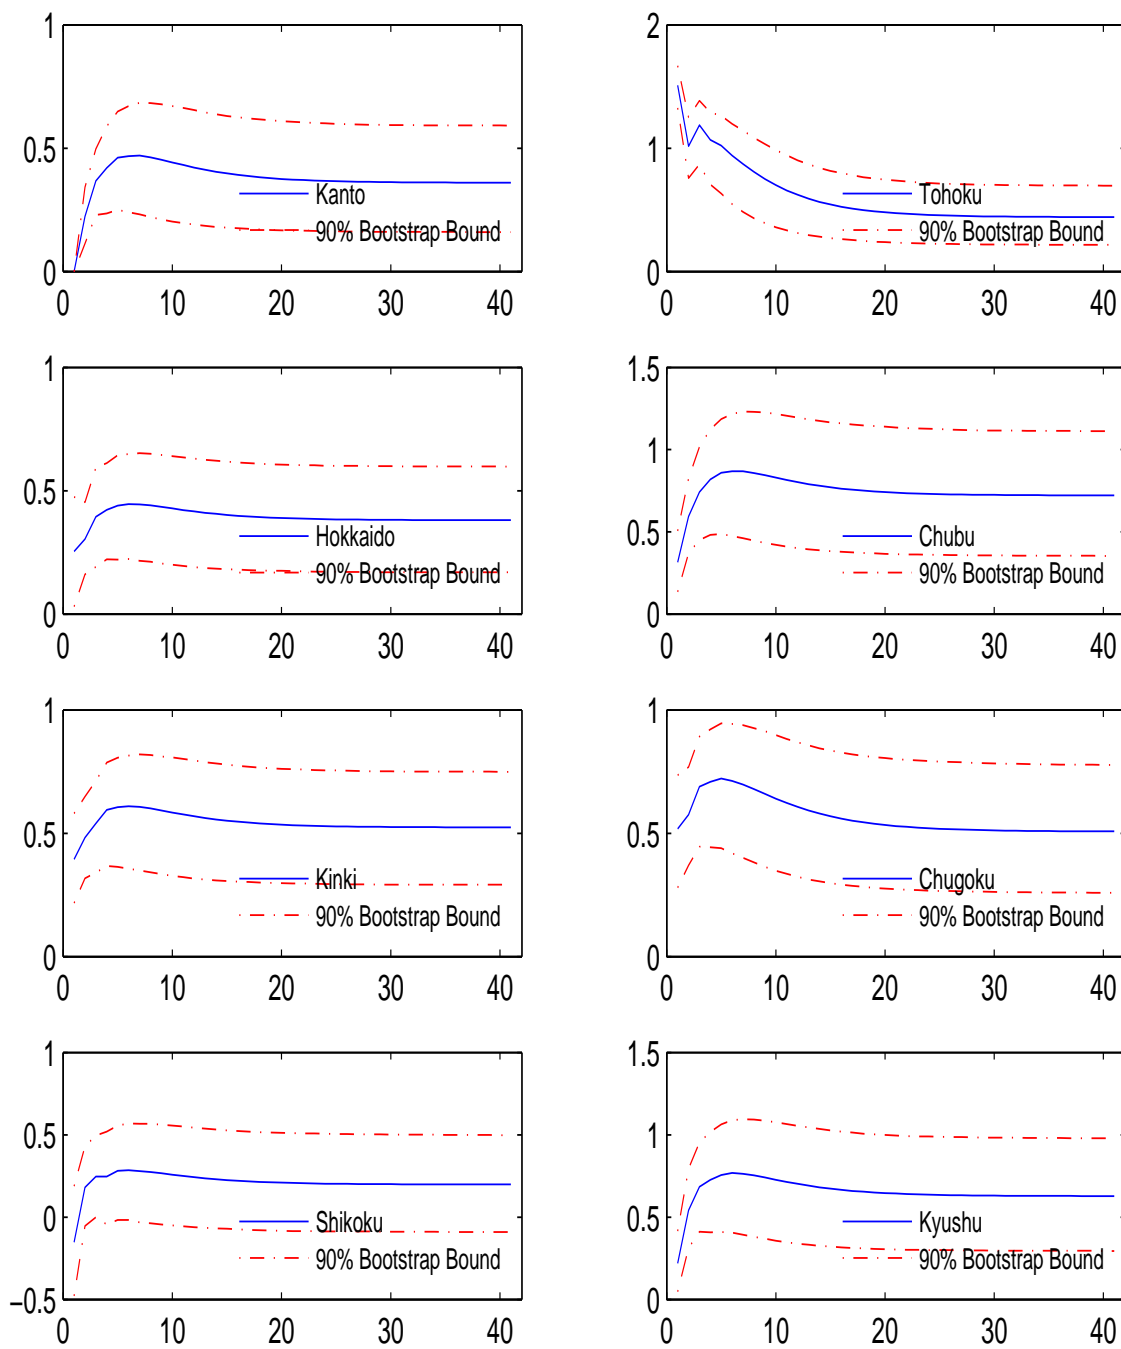 1 2
0.5 1
Kanto Tohoku
90% Bootstrap Bound 90% Bootstrap Bound
0 0
0 10 20 30 40 0 10 20 30 40
1 1.5
1
0.5
Hokkaido 0.5 Chubu
90% Bootstrap Bound 90% Bootstrap Bound
0 0
0 10 20 30 40 0 10 20 30 40
1 1
0.5 0.5
Kinki Chugoku
90% Bootstrap Bound 90% Bootstrap Bound
0 0
0 10 20 30 40 0 10 20 30 40
1 1.5
0.5 1
0 Shikoku 0.5 Kyushu
90% Bootstrap Bound 90% Bootstrap Bound
−0.5 0
0 10 20 30 40 0 10 20 30 40